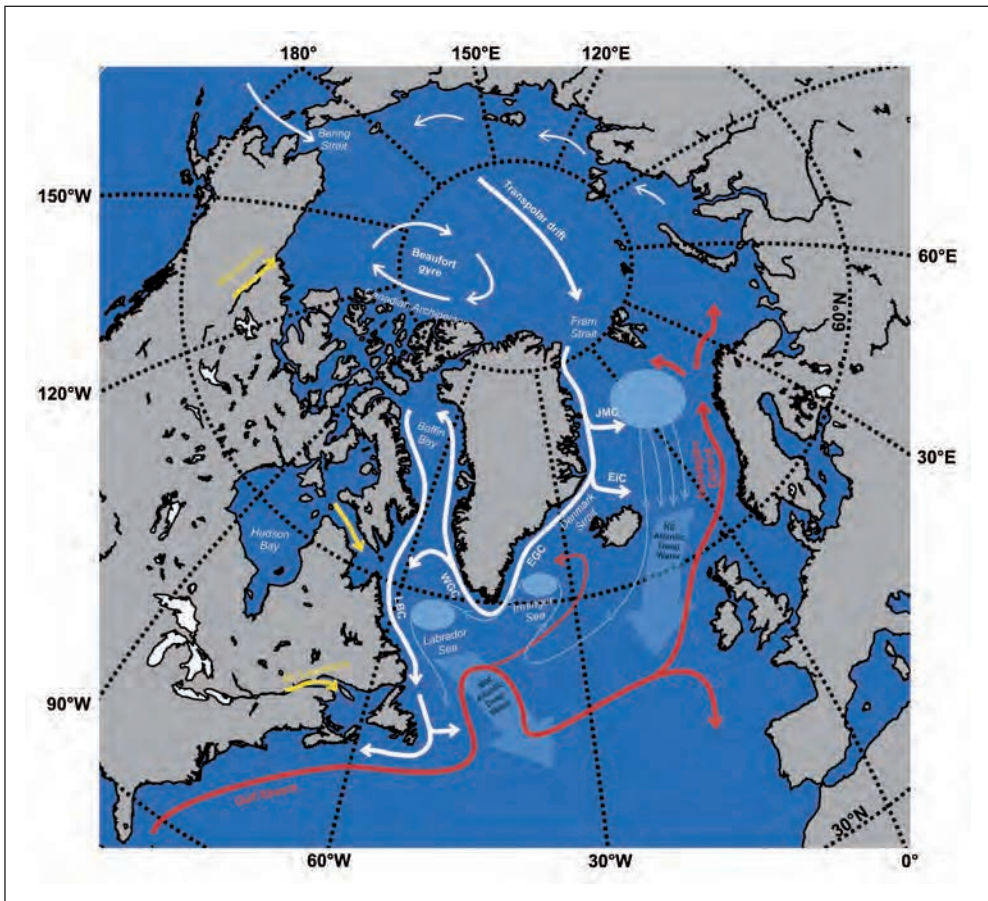 180°
150°E
120°E
Bering
Strait
150°W
Transpolar drift
60°E
Beaufort
gyre
60°N
Fram
Strait
120°W
JMC
Baffin
Bay
30°E
EIC
Denmark
Strait
Hudson
Bay
EGC
WGC
LBC
Irminger
Sea
Labrador
Sea
90°W
Gulf Stream
30°N
60°W
30°W
0°